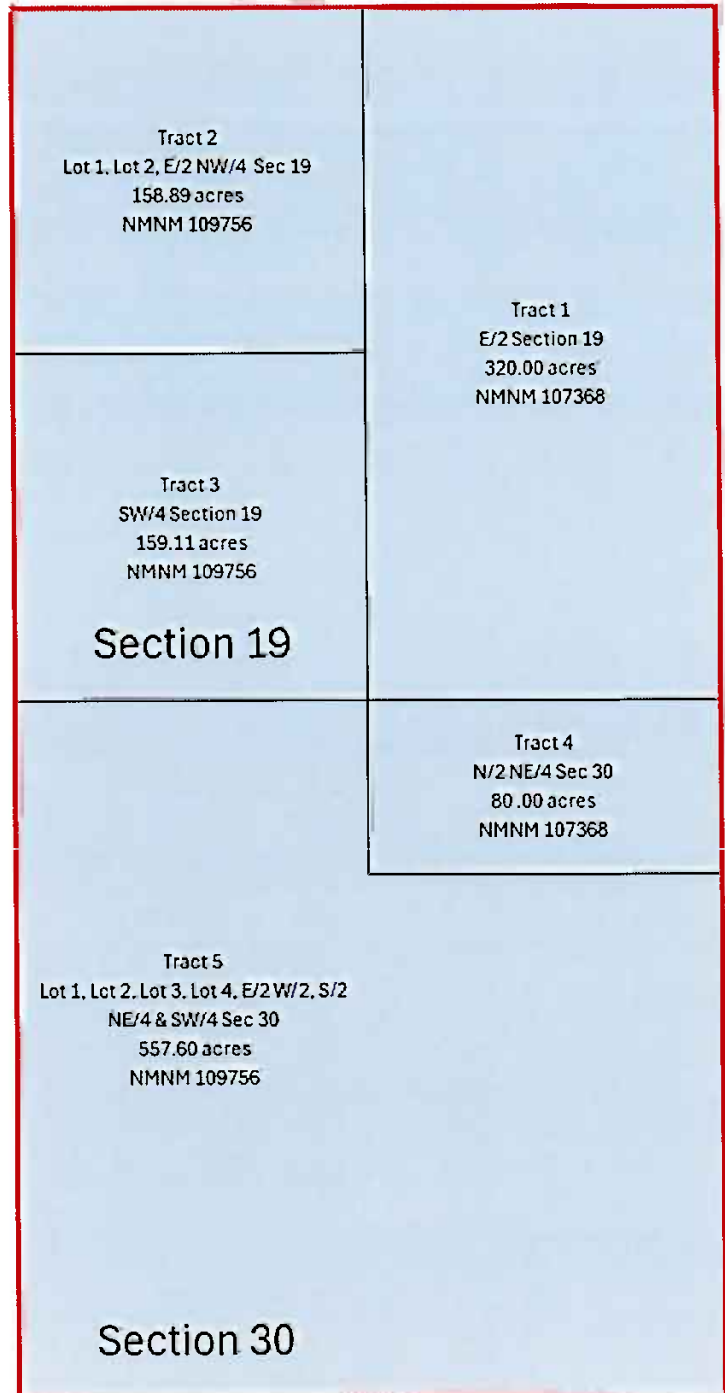 Tract 2
Lot 1, Lot 2, E/2 NW/4 Sec 19
158.89 acres
NMNM 109756
Tract 1
E/2 Section 19
320.00 acres
NMNM 107368
Tract 3
SW/4 Section 19
159.11 acres
NMNM 109756
Section 19
Tract 4
N/2 NE/4 Sec 30
80.00 acres
NMNM 107368
Tract 5
Lot 1, Lot 2, Lot 3, Lot 4, E/2 W/2, S/2
NE/4 & SW/4 Sec 30
557.60 acres
NMNM 109756
Section 30